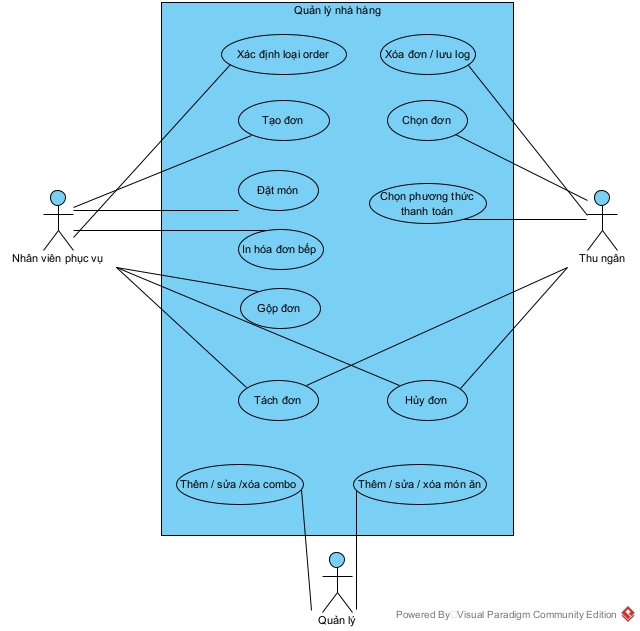 Quản lý nhà hàng
Xác định loại order
Xóa đơn / lưu log
Tạo đơn
Chọn đơn
Đặt món
Chọn phương thức
thanh toán
In hóa đơn bếp
Nhân viên phục vụ
Thu ngân
Gộp đơn
Tách đơn
Hủy đơn
Thêm / sửa /xóa combo
Thêm / sửa / xóa món ăn
Quản lý
Powered By Visual Paradigm Community Edition